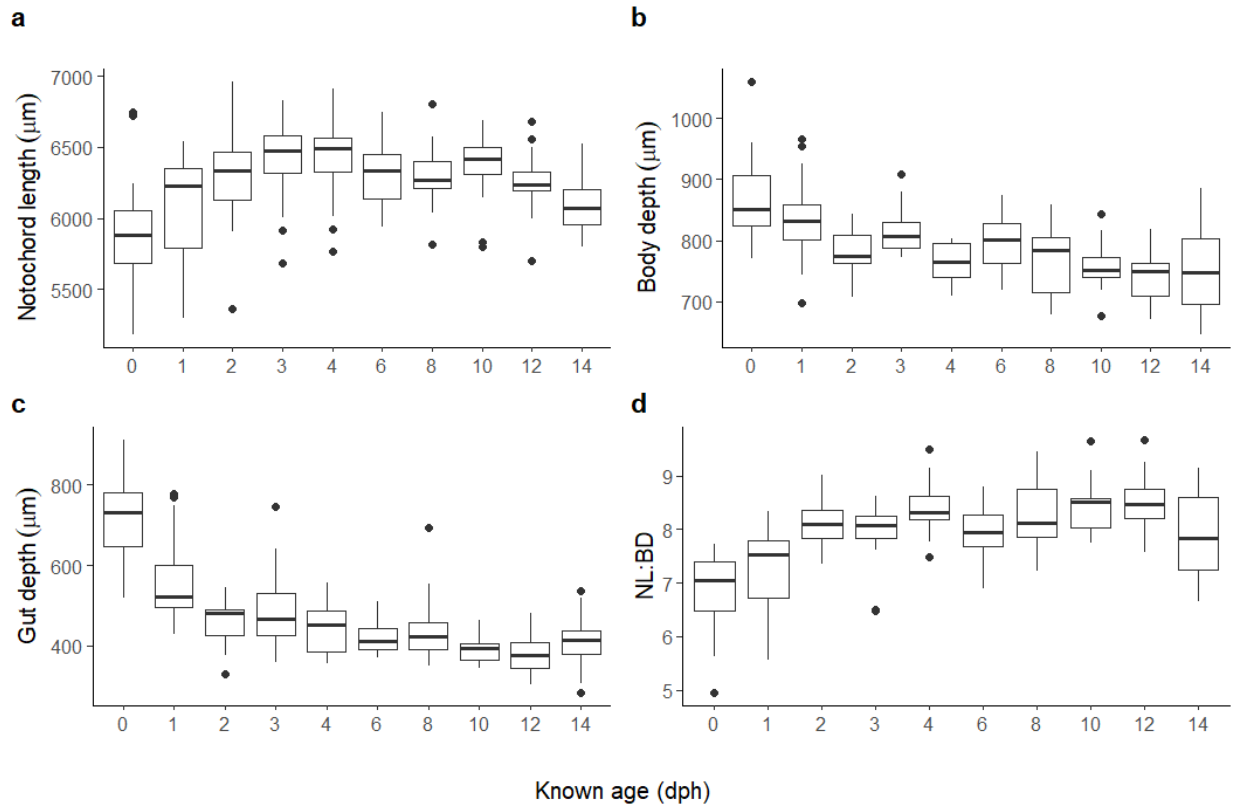 a
b
Notochord length (μm)
7000
6500
6000
5500
0 1 2 3 4 6 8 10 12 14
Body depth (μm)
1000
900
800
700
0 1 2 3 4 6 8 10 12 14
c
d
Gut depth (μm)
800
600
400
0 1 2 3 4 6 8 10 12 14
NL:BD
9
8
7
6
5
0 1 2 3 4 6 8 10 12 14
Known age (dph)